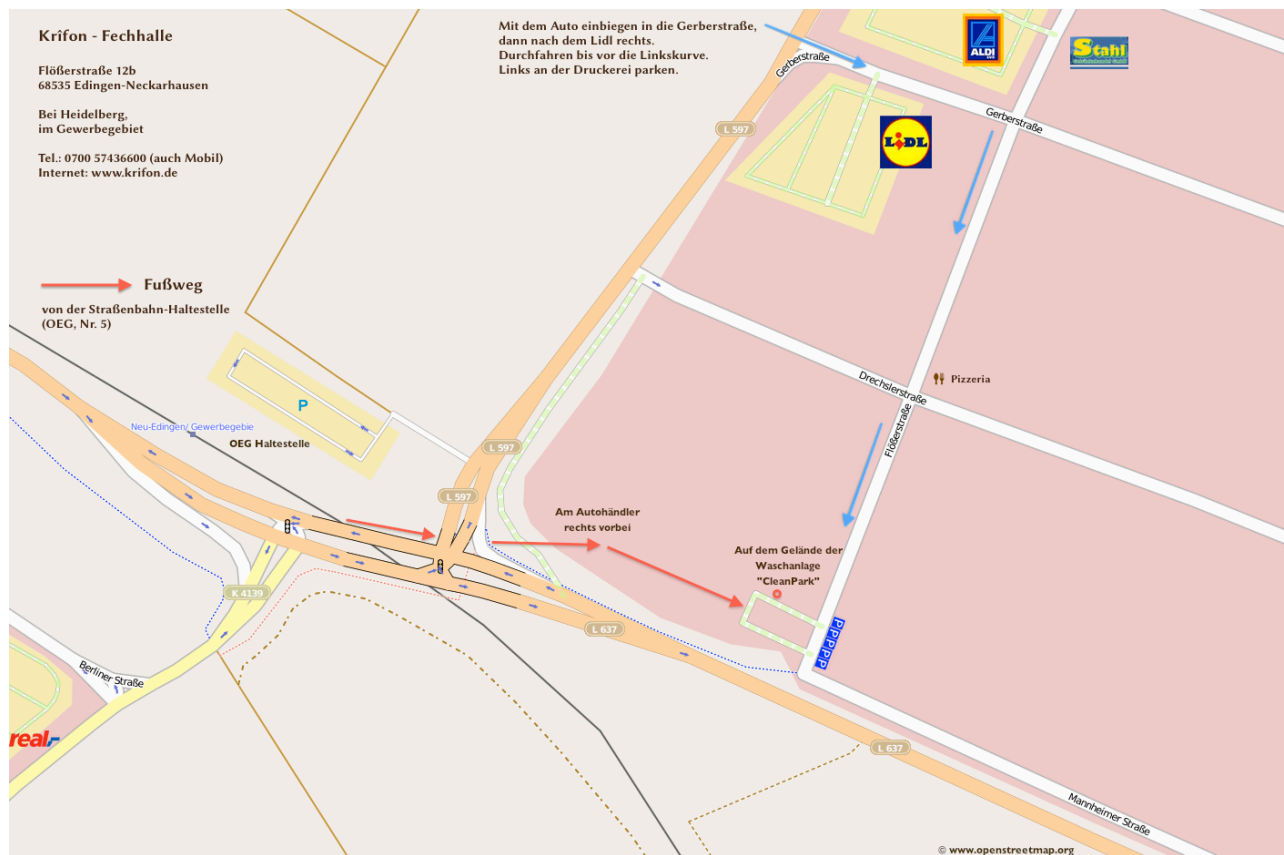 Krîfon - Fechhalle
Flößerstraße 12b
68535 Edingen-Neckarhausen
Bei Heidelberg,
im Gewerbegebiet
Tel.: 0700 57436600 (auch Mobil)
Internet: www.krifon.de
Mit dem Auto einbiegen in die Gerberstraße,
dann nach dem Lidl rechts.
Durchfahren bis vor die Linkskurve.
Links an der Druckerei parken.
Gerberstraße
ALDI
Stahl
L 597
LIDL
Gerberstraße
Fußweg
von der Straßenbahn-Haltestelle
(OEG, Nr. 5)
Drechslerstraße
Pizzeria
Flößerstraße
P
Neu-Edingen/ Gewerbegebie
OEG Haltestelle
L 597
L 597
Am Autohändler
rechts vorbei
Auf dem Gelände der
Waschanlage
"CleanPark"
K 4139
L 637
P
P
P
P
P
Berliner Straße
real,-
L 637
Mannheimer Straße
© www.openstreetmap.org